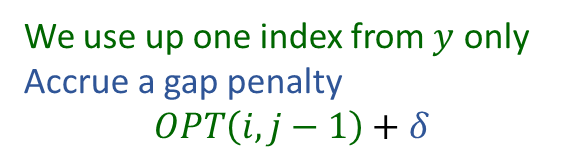 We use up one index from 𝑦 only
Accrue a gap penalty
𝑂𝑃𝑇(𝑖, 𝑗 − 1) + 𝛿